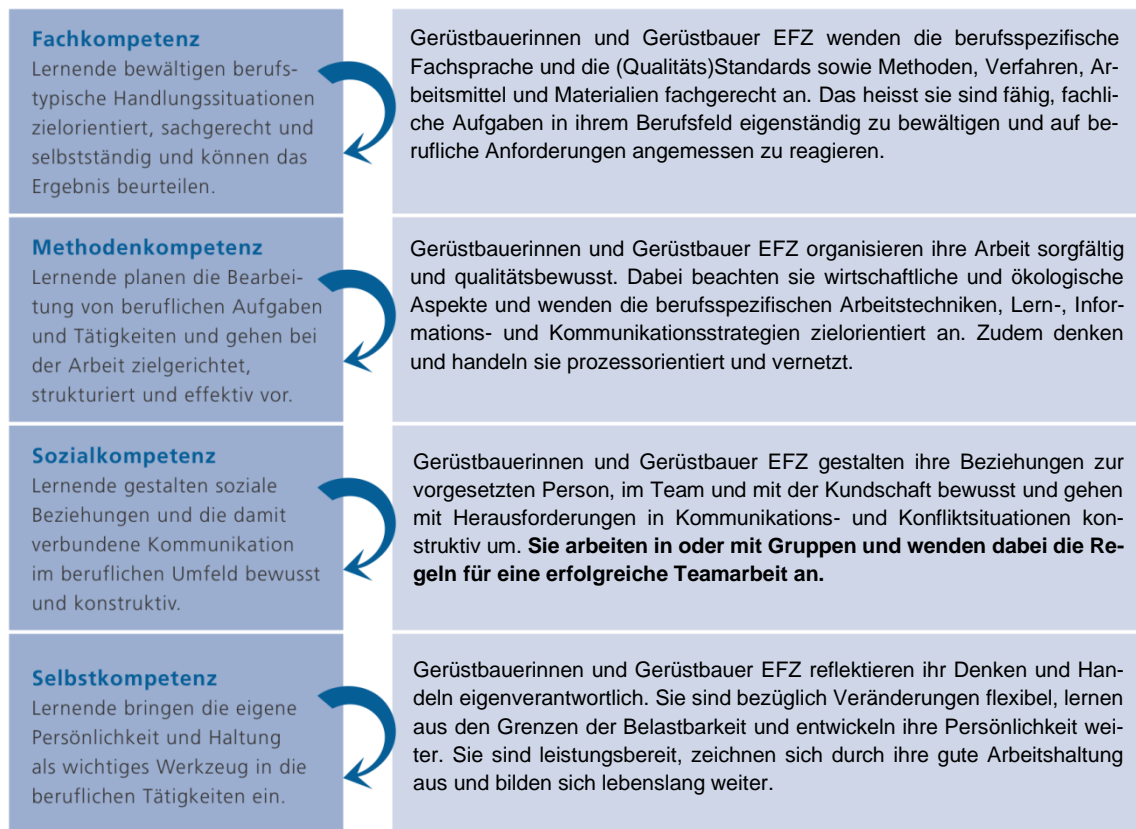 Fachkompetenz
Lernende bewältigen berufs-
typische Handlungssituationen
zielorientiert, sachgerecht und
selbstständig und können das
Ergebnis beurteilen.
Gerüstbauerinnen und Gerüstbauer EFZ wenden die berufsspezifische
Fachsprache und die (Qualitäts)Standards sowie Methoden, Verfahren, Ar-
beitsmittel und Materialien fachgerecht an. Das heisst sie sind fähig, fachli-
che Aufgaben in ihrem Berufsfeld eigenständig zu bewältigen und auf be-
rufliche Anforderungen angemessen zu reagieren.
Methodenkompetenz
Lernende planen die Bearbei-
tung von beruflichen Aufgaben
und Tätigkeiten und gehen bei
der Arbeit zielgerichtet,
strukturiert und effektiv vor.
Gerüstbauerinnen und Gerüstbauer EFZ organisieren ihre Arbeit sorgfältig
und qualitätsbewusst. Dabei beachten sie wirtschaftliche und ökologische
Aspekte und wenden die berufsspezifischen Arbeitstechniken, Lern-, Infor-
mations- und Kommunikationsstrategien zielorientiert an. Zudem denken
und handeln sie prozessorientiert und vernetzt.
Sozialkompetenz
Lernende gestalten soziale
Beziehungen und die damit
verbundene Kommunikation
im beruflichen Umfeld bewusst
und konstruktiv.
Gerüstbauerinnen und Gerüstbauer EFZ gestalten ihre Beziehungen zur
vorgesetzten Person, im Team und mit der Kundschaft bewusst und gehen
mit Herausforderungen in Kommunikations- und Konfliktsituationen kon-
struktiv um. Sie arbeiten in oder mit Gruppen und wenden dabei die Re-
geln für eine erfolgreiche Teamarbeit an.
Selbstkompetenz
Lernende bringen die eigene
Persönlichkeit und Haltung
als wichtiges Werkzeug in die
beruflichen Tätigkeiten ein.
Gerüstbauerinnen und Gerüstbauer EFZ reflektieren ihr Denken und Han-
deln eigenverantwortlich. Sie sind bezüglich Veränderungen flexibel, lernen
aus den Grenzen der Belastbarkeit und entwickeln ihre Persönlichkeit wei-
ter. Sie sind leistungsbereit, zeichnen sich durch ihre gute Arbeitshaltung
aus und bilden sich lebenslang weiter.